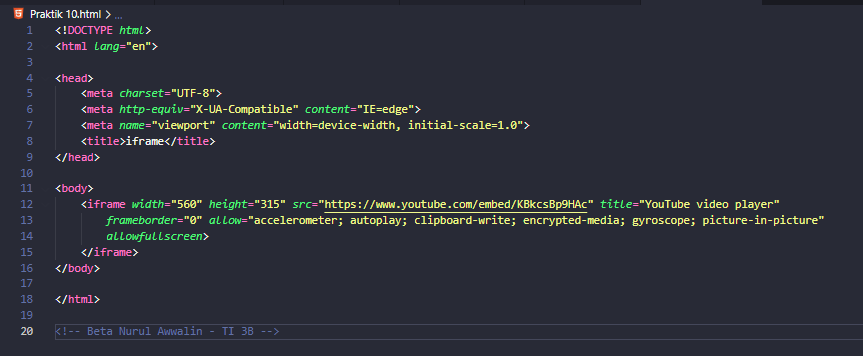 Praktik 10.html > ...
1 <!DOCTYPE html>
2 <html lang="en">
3
4 <head>
5 <meta charset="UTF-8">
6 <meta http-equiv="X-UA-Compatible" content="IE=edge">
7 <meta name="viewport" content="width=device-width, initial-scale=1.0">
8 <title>iframe</title>
9 </head>
10
11 <body>
12 <iframe width="560" height="315" src="https://www.youtube.com/embed/KBkcsBp9HAc" title="YouTube video player"
13 frameborder="0" allow="accelerometer; autoplay; clipboard-write; encrypted-media; gyroscope; picture-in-picture"
14 allowfullscreen>
15 </iframe>
16 </body>
17
18 </html>
19
20 <!-- Beta Nurul Awwalin - TI 3B -->